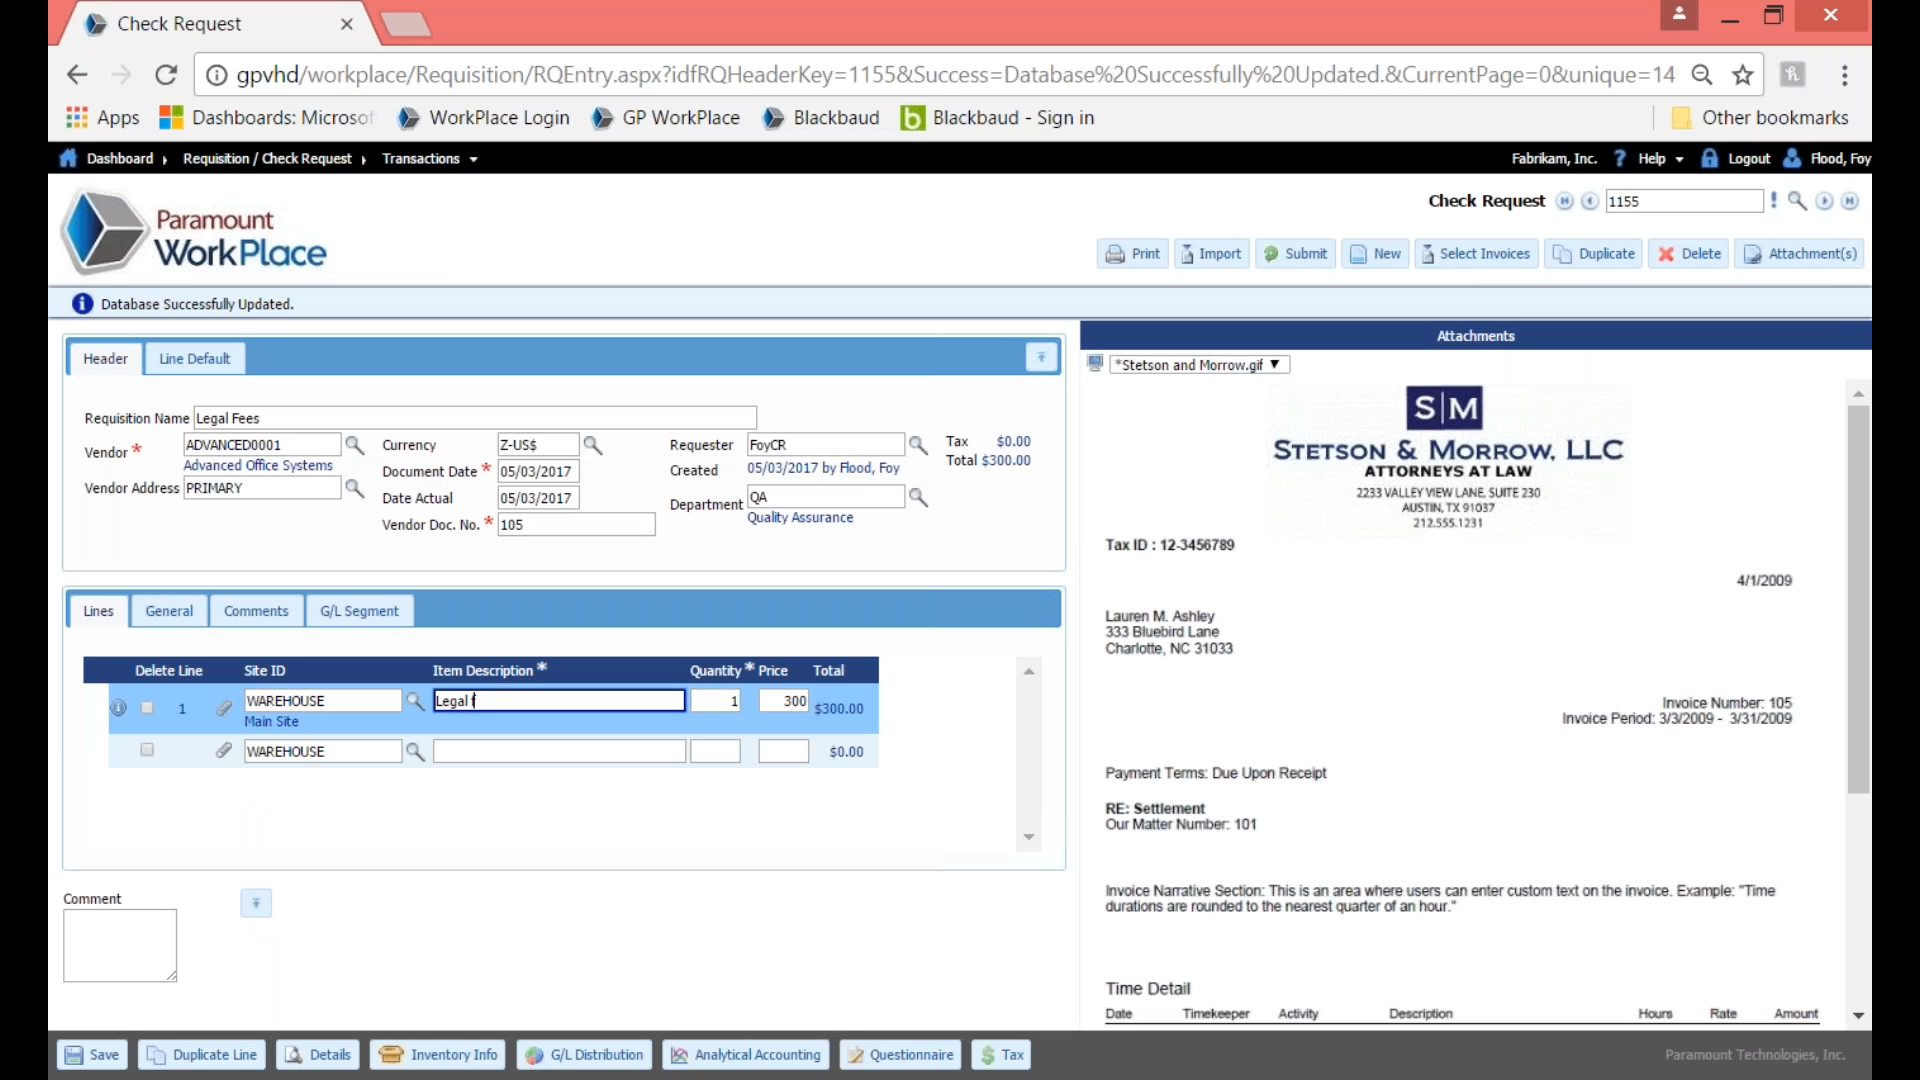 Check Request
gpvhd/workplace/Requisition/RQEntry.aspx?idfRQHeaderKey=1155&Success=Database%20Successfully%20Updated.&CurrentPage=0&unique=14
Apps Dashboards: Microsof WorkPlace Login GP WorkPlace Blackbaud Blackbaud - Sign in Other bookmarks
Dashboard Requisition / Check Request Transactions Fabrikam, Inc. ? Help Logout Flood, Foy
Paramount
WorkPlace
Check Request 1155
Print Import Submit New Select Invoices Duplicate Delete Attachment(s)
Database Successfully Updated.
Header Line Default
Requisition Name Legal Fees
Vendor * ADVANCED0001
Advanced Office Systems
Vendor Address PRIMARY
Currency Z-US$
Document Date * 05/03/2017
Date Actual 05/03/2017
Vendor Doc. No. * 105
Requester FoyCR
Created 05/03/2017 by Flood, Foy
Department QA
Quality Assurance
Tax $0.00
Total $300.00
Lines General Comments G/L Segment
Delete Line Site ID Item Description * Quantity * Price Total
1 WAREHOUSE Legal f 1 300 $300.00
Main Site
WAREHOUSE $0.00
Comment
Attachments
*Stetson and Morrow.gif
S|M
STETSON & MORROW, LLC
ATTORNEYS AT LAW
2233 VALLEY VIEW LANE, SUITE 230
AUSTIN, TX 91037
212.555.1231
Tax ID : 12-3456789
4/1/2009
Lauren M. Ashley
333 Bluebird Lane
Charlotte, NC 31033
Invoice Number: 105
Invoice Period: 3/3/2009 - 3/31/2009
Payment Terms: Due Upon Receipt
RE: Settlement
Our Matter Number: 101
Invoice Narrative Section: This is an area where users can enter custom text on the invoice. Example: "Time
durations are rounded to the nearest quarter of an hour."
Time Detail
Date Timekeeper Activity Description Hours Rate Amount
Save Duplicate Line Details Inventory Info G/L Distribution Analytical Accounting Questionnaire Tax
Paramount Technologies, Inc.